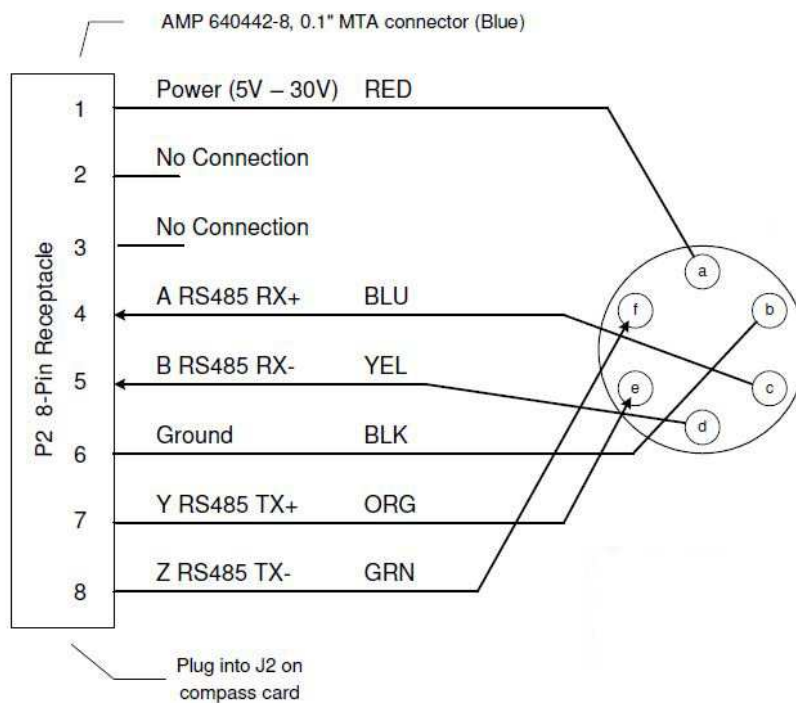 AMP 640442-8, 0.1" MTA connector (Blue)
P2 8-Pin Receptacle
1 Power (5V – 30V) RED
2 No Connection
3 No Connection
4 A RS485 RX+ BLU
5 B RS485 RX- YEL
6 Ground BLK
7 Y RS485 TX+ ORG
8 Z RS485 TX- GRN
a
f b
e c
d
Plug into J2 on
compass card